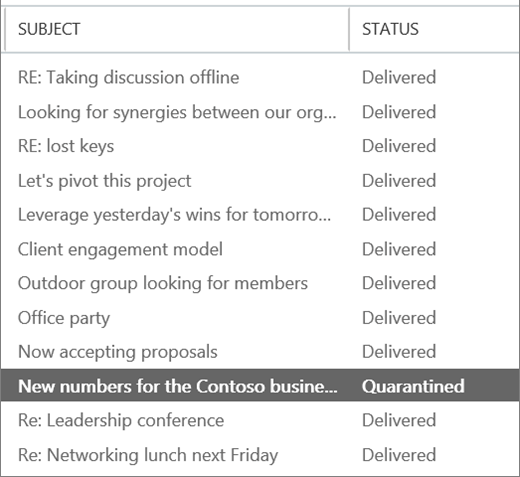 SUBJECT STATUS
RE: Taking discussion offline Delivered
Looking for synergies between our org... Delivered
RE: lost keys Delivered
Let's pivot this project Delivered
Leverage yesterday's wins for tomorro... Delivered
Client engagement model Delivered
Outdoor group looking for members Delivered
Office party Delivered
Now accepting proposals Delivered
New numbers for the Contoso busine... Quarantined
Re: Leadership conference Delivered
Re: Networking lunch next Friday Delivered